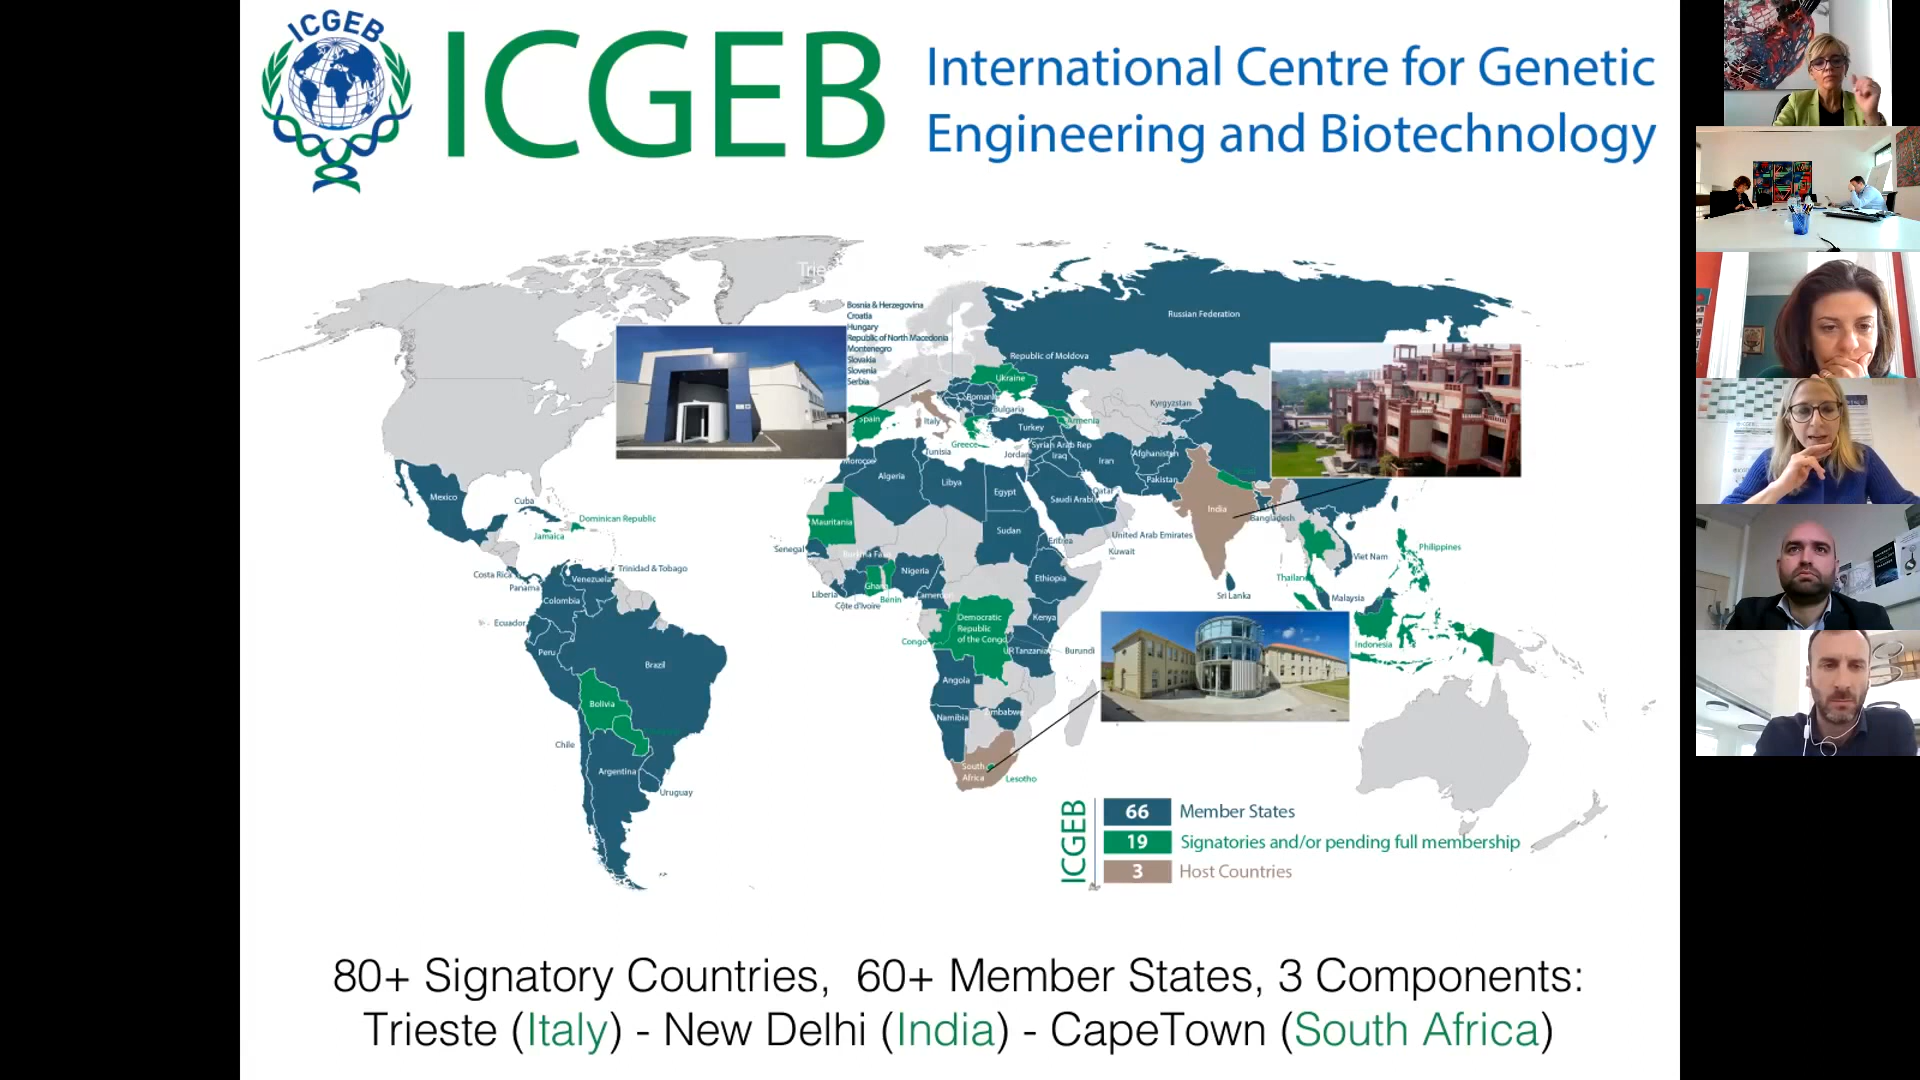 ICGEB
ICGEB
International Centre for Genetic
Engineering and Biotechnology
Trie
Bosnia & Herzegovina
Croatia
Hungary
Republic of North Macedonia
Montenegro
Slovakia
Slovenia
Serbia
Russian Federation
Republic of Moldova
Ukraine
Romani
Bulgaria
Kyrgyzstan
Spain
Italy
Armenia
Turkey
Greece
Tunisia
Syrian Arab Rep
Jordan
Iraq
Iran
Afghanistan
Morocco
Algeria
Libya
Egypt
Pakistan
Saudi Arabia
Qatar
India
Bangladesh
Mexico
Cuba
Dominican Republic
Jamaica
Mauritania
Sudan
Eritrea
United Arab Emirates
Kuwait
Senegal
Burkina Faso
Viet Nam
Philippines
Thailand
Sri Lanka
Malaysia
Costa Rica
Panama
Venezuela
Trinidad & Tobago
Colombia
Liberia
Côte d'Ivoire
Ghana
Benin
Nigeria
Cameroon
Ethiopia
Kenya
Ecuador
Peru
Brazil
Congo
Democratic
Republic
of the Congo
UR Tanzania
Burundi
Indonesia
Angola
Bolivia
Namibia
Zimbabwe
Chile
Argentina
Uruguay
South
Africa
Lesotho
ICGEB
66 Member States
19 Signatories and/or pending full membership
3 Host Countries
80+ Signatory Countries, 60+ Member States, 3 Components:
Trieste (Italy) - New Delhi (India) - CapeTown (South Africa)